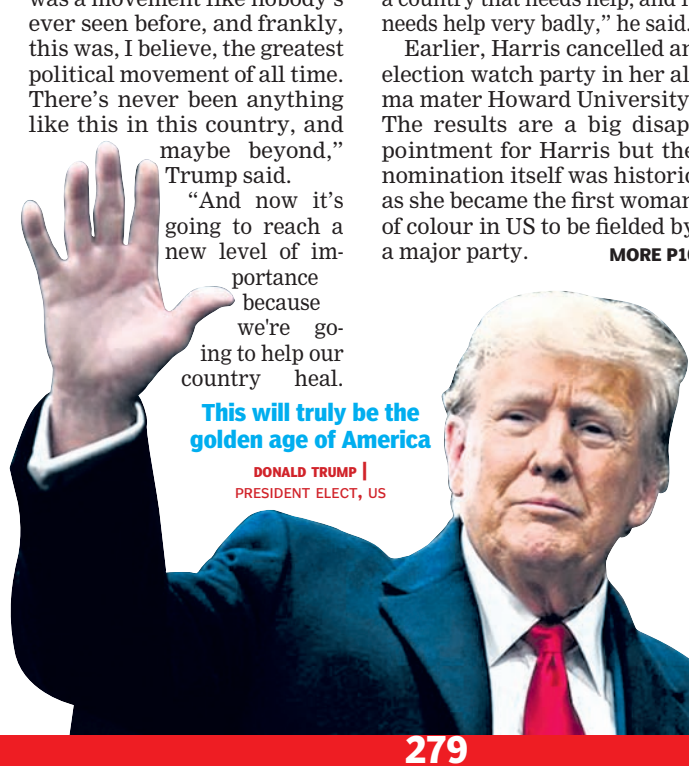 was a movement like nobody's
ever seen before, and frankly,
this was, I believe, the greatest
political movement of all time.
There's never been anything
like this in this country, and
maybe beyond,"
Trump said.
"And now it's
going to reach a
new level of im-
portance
because
we're go-
ing to help our
country heal.
This will truly be the
golden age of America
DONALD TRUMP |
PRESIDENT ELECT, US
a country that needs help, and
needs help very badly," he said.
Earlier, Harris cancelled an
election watch party in her al
ma mater Howard University
The results are a big disap
pointment for Harris but the
nomination itself was historic
as she became the first woman
of colour in US to be fielded by
a major party. MORE P10
279